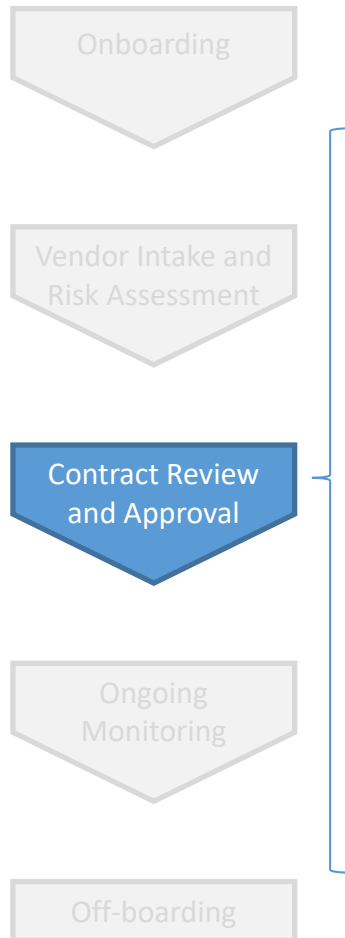 Onboarding
Vendor Intake and
Risk Assessment
Contract Review
and Approval
Ongoing
Monitoring
Off-boarding